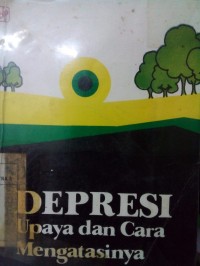 DEPRESI
Upaya dan Cara
Mengatasinya